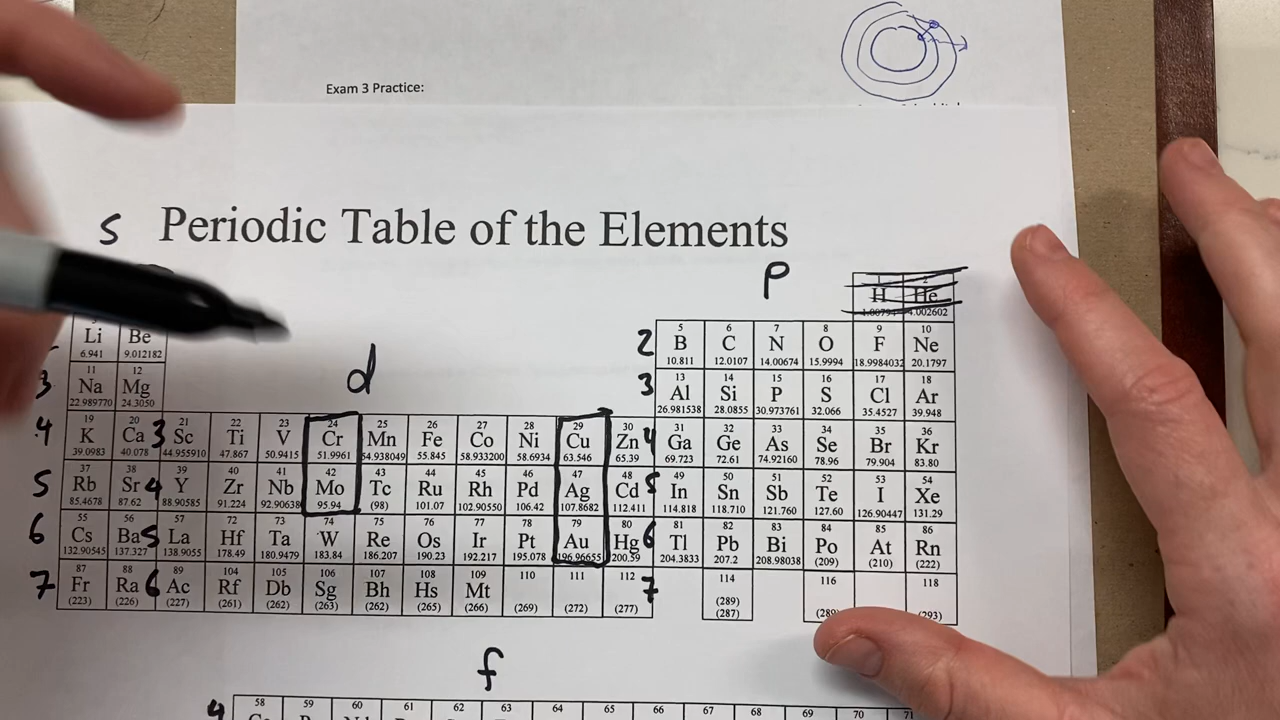 Exam 3 Practice:
S Periodic Table of the Elements
P
H He
1.00794 4.002602
5 6 7 8 9 10
Li Be 2 B C N O F Ne
6.941 9.012182 10.811 12.0107 14.00674 15.9994 18.9984032 20.1797
11 12 d 13 14 15 16 17 18
3 Na Mg 3 Al Si P S Cl Ar
22.989770 24.3050 26.981538 28.0855 30.973761 32.066 35.4527 39.948
19 20 21 22 23 24 25 26 27 28 29 30 31 32 33 34 35 36
4 K Ca 3 Sc Ti V Cr Mn Fe Co Ni Cu Zn 4 Ga Ge As Se Br Kr
39.0983 40.078 44.955910 47.867 50.9415 51.9961 54.938049 55.845 58.933200 58.6934 63.546 65.39 69.723 72.61 74.92160 78.96 79.904 83.80
37 38 39 40 41 42 43 44 45 46 47 48 49 50 51 52 53 54
5 Rb Sr 4 Y Zr Nb Mo Tc Ru Rh Pd Ag Cd 5 In Sn Sb Te I Xe
85.4678 87.62 88.90585 91.224 92.90638 95.94 (98) 101.07 102.90550 106.42 107.8682 112.411 114.818 118.710 121.760 127.60 126.90447 131.29
55 56 57 72 73 74 75 76 77 78 79 80 81 82 83 84 85 86
6 Cs Ba 5 La Hf Ta W Re Os Ir Pt Au Hg 6 Tl Pb Bi Po At Rn
132.90545 137.327 138.9055 178.49 180.9479 183.84 186.207 190.23 192.217 195.078 196.96655 200.59 204.3833 207.2 208.98038 (209) (210) (222)
87 88 89 104 105 106 107 108 109 110 111 112 114 116 118
7 Fr Ra 6 Ac Rf Db Sg Bh Hs Mt 7
(223) (226) (227) (261) (262) (263) (262) (265) (266) (269) (272) (277) (289) (293)
(287)
f
4 58 59 60 61 62 63 64 65 66 67 68 69 70 71